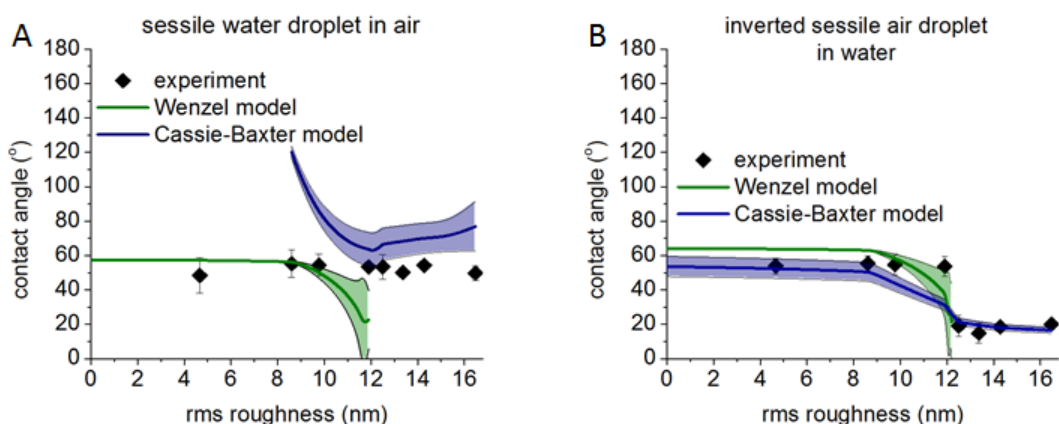 A
sessile water droplet in air
180
160
140
120
100
80
60
40
20
0
contact angle (°)
experiment
Wenzel model
Cassie-Baxter model
0 2 4 6 8 10 12 14 16
rms roughness (nm)
B
inverted sessile air droplet
in water
180
160
140
120
100
80
60
40
20
0
contact angle (°)
experiment
Wenzel model
Cassie-Baxter model
0 2 4 6 8 10 12 14 16
rms roughness (nm)